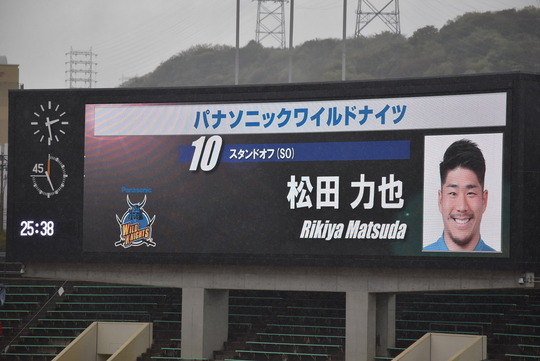 パナソニックワイルドナイツ
10 スタンドオフ(SO)
松田 力也
Rikiya Matsuda
Panasonic
WILD KNIGHTS
45
25:38